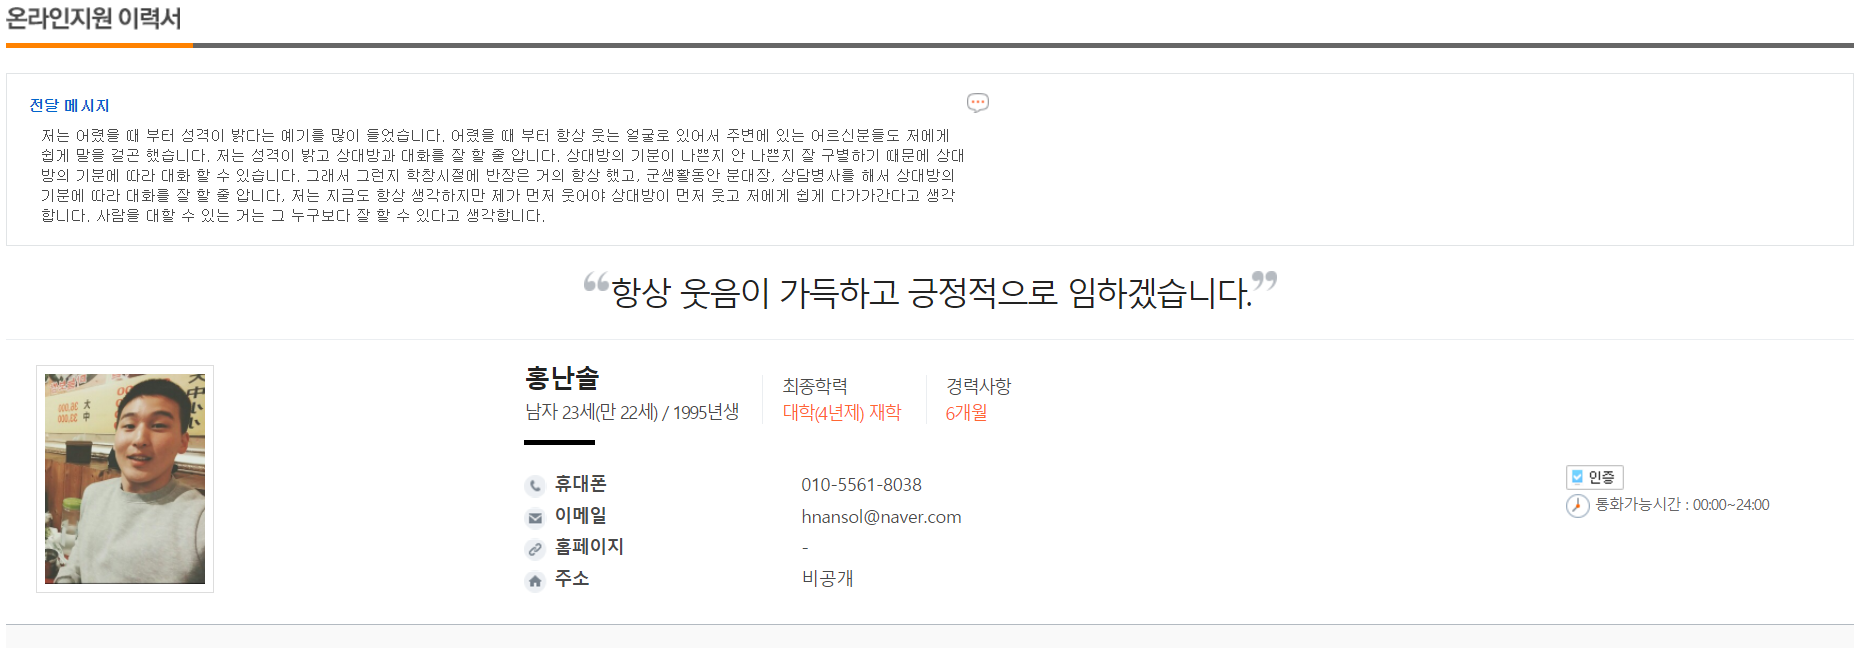 온라인지원 이력서
전달 메시지
저는 어렸을 때 부터 성격이 밝다는 예기를 많이 들었습니다. 어렸을 때 부터 항상 웃는 얼굴로 있어서 주변에 있는 어르신분들도 저에게
쉽게 말을 걸곤 했습니다. 저는 성격이 밝고 상대방과 대화를 잘 할 줄 압니다. 상대방의 기분이 나쁜지 안 나쁜지 잘 구별하기 때문에 상대
방의 기분에 따라 대화 할 수 있습니다. 그래서 그런지 학창시절에 반장은 거의 항상 했고, 군생활동안 분대장, 상담병사를 해서 상대방의
기분에 따라 대화를 잘 할 줄 압니다, 저는 지금도 항상 생각하지만 제가 먼저 웃어야 상대방이 먼저 웃고 저에게 쉽게 다가가간다고 생각
합니다. 사람을 대할 수 있는 거는 그 누구보다 잘 할 수 있다고 생각합니다.
“항상 웃음이 가득하고 긍정적으로 임하겠습니다.”
홍난솔
남자 23세(만 22세) / 1995년생
최종학력
대학(4년제) 재학
경력사항
6개월
휴대폰 010-5561-8038
인증
이메일 hnansol@naver.com
통화가능시간 : 00:00~24:00
홈페이지 -
주소 비공개